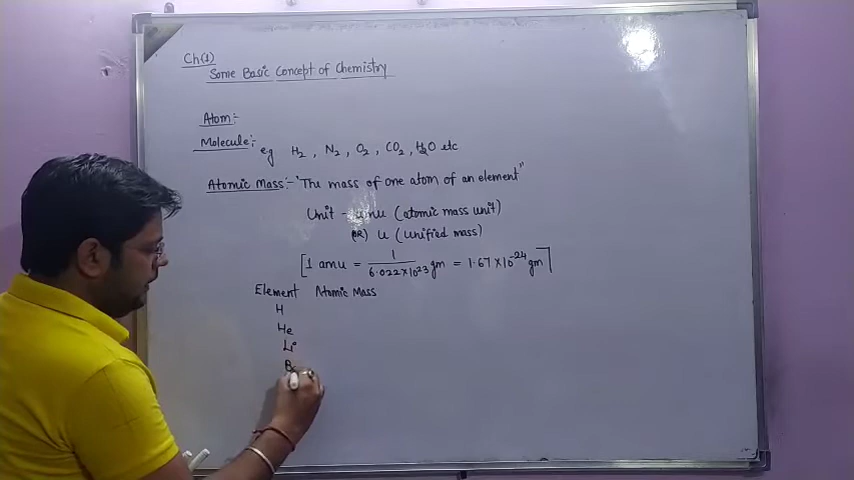 Ch(1)
Some Basic Concept of Chemistry
Atom:-
Molecule:- eg H₂, N₂, O₂, CO₂, H₂O etc
Atomic Mass:- "The mass of one atom of an element"
Unit - amu (atomic mass unit)
(OR) u (unified mass)
[1 amu = 1/6.022×10²³ gm = 1.67×10⁻²⁴ gm]
Element Atomic Mass
H
He
Li
Be